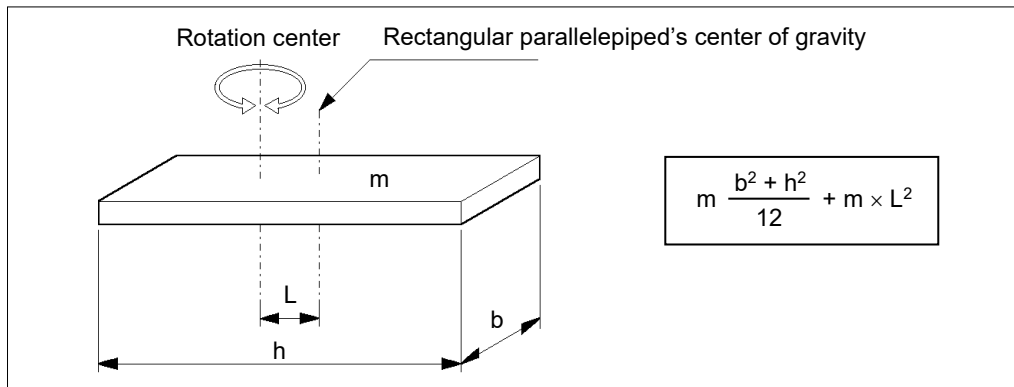 Rotation center
Rectangular parallelepiped’s center of gravity
m
m (b² + h²)/12 + m × L²
L
b
h